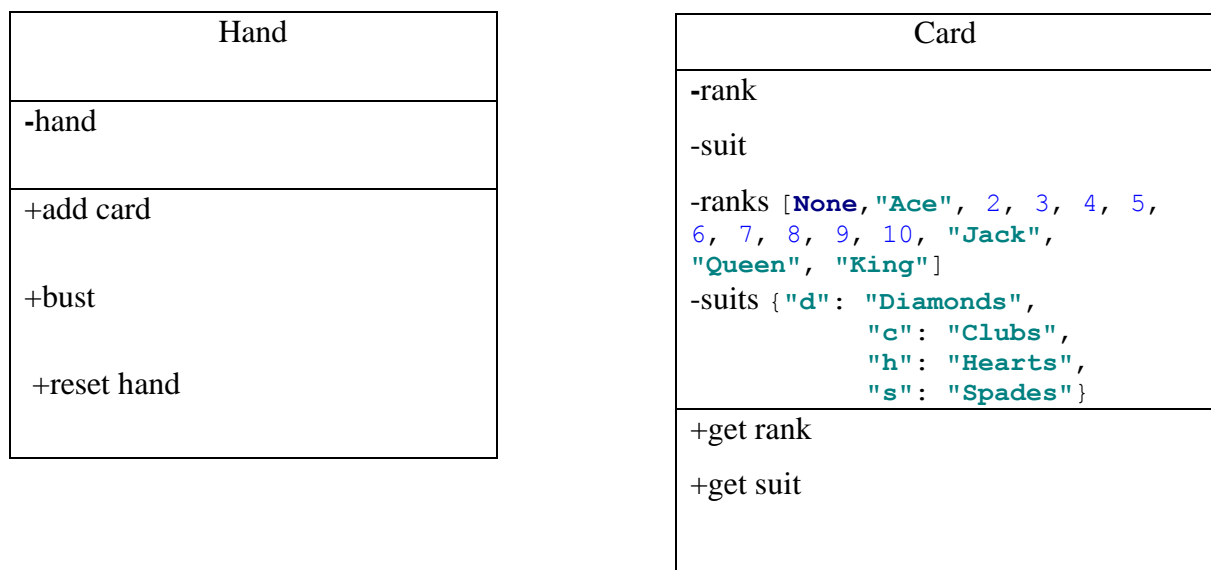 Hand
-hand
+add card
+bust
+reset hand
Card
-rank
-suit
-ranks [None,"Ace", 2, 3, 4, 5,
6, 7, 8, 9, 10, "Jack",
"Queen", "King"]
-suits {"d": "Diamonds",
"c": "Clubs",
"h": "Hearts",
"s": "Spades"}
+get rank
+get suit